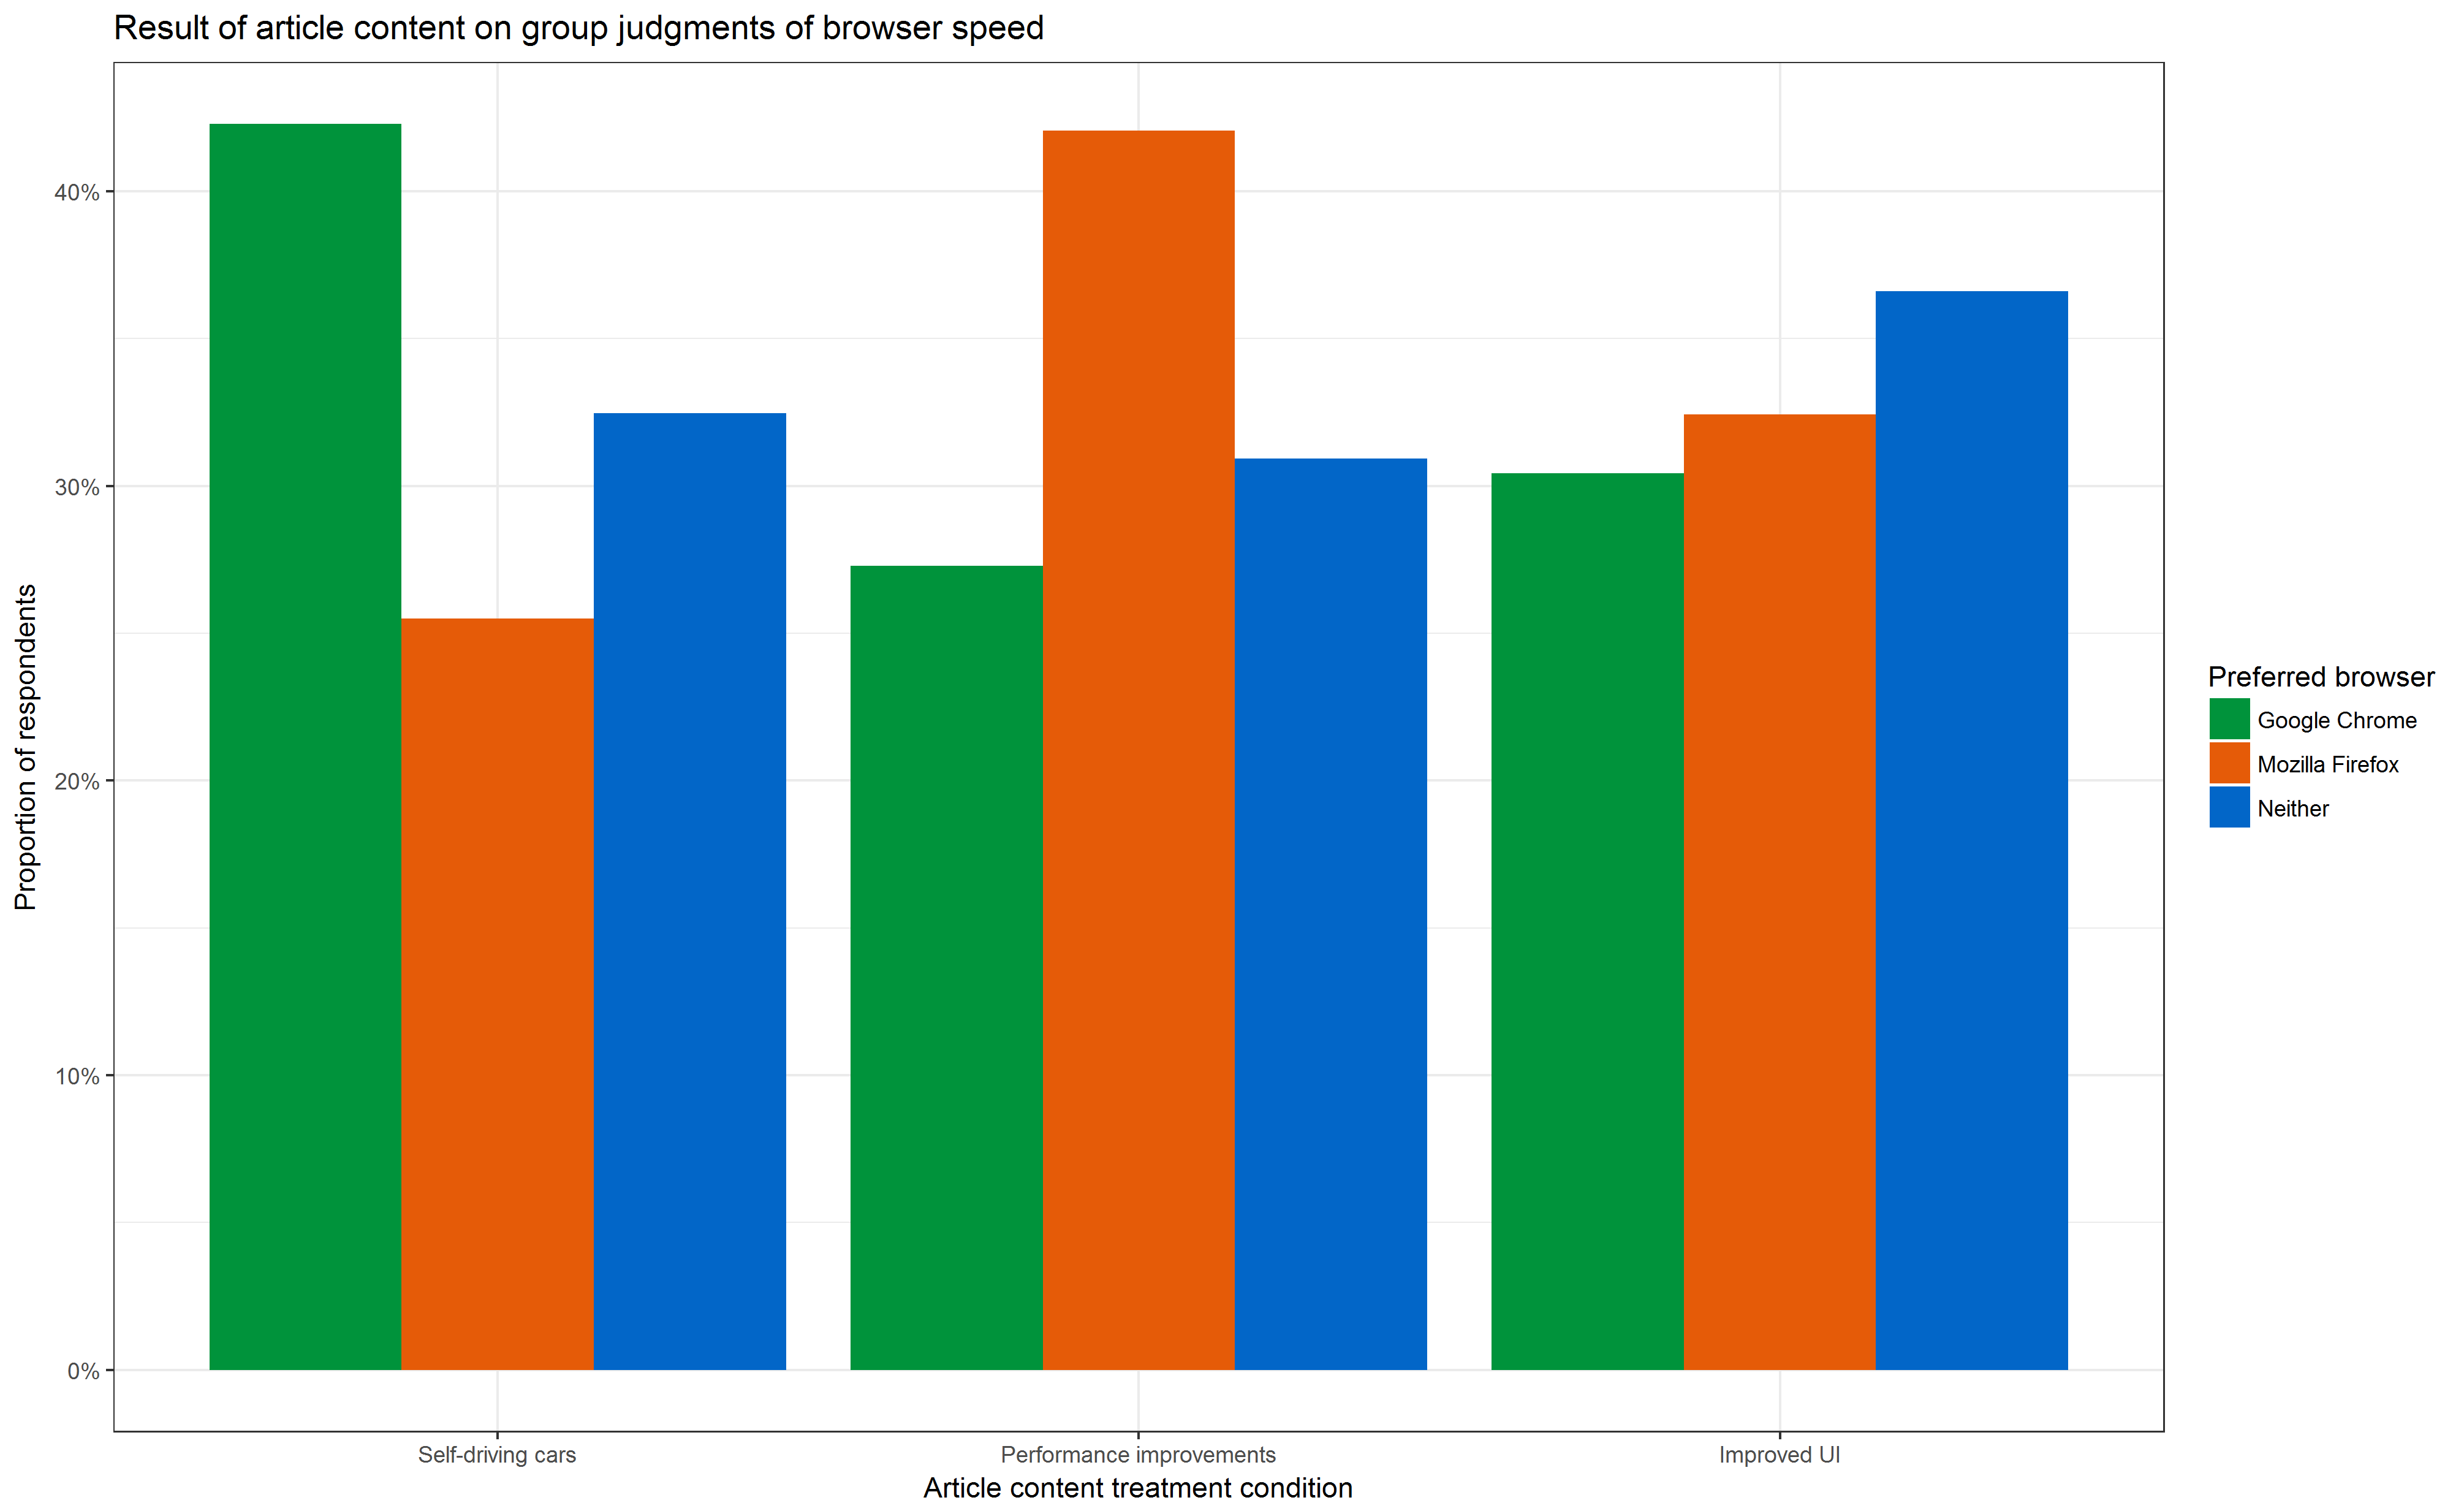 Result of article content on group judgments of browser speed
Proportion of respondents
40%
30%
20%
10%
0%
Self-driving cars
Performance improvements
Improved UI
Article content treatment condition
Preferred browser
Google Chrome
Mozilla Firefox
Neither